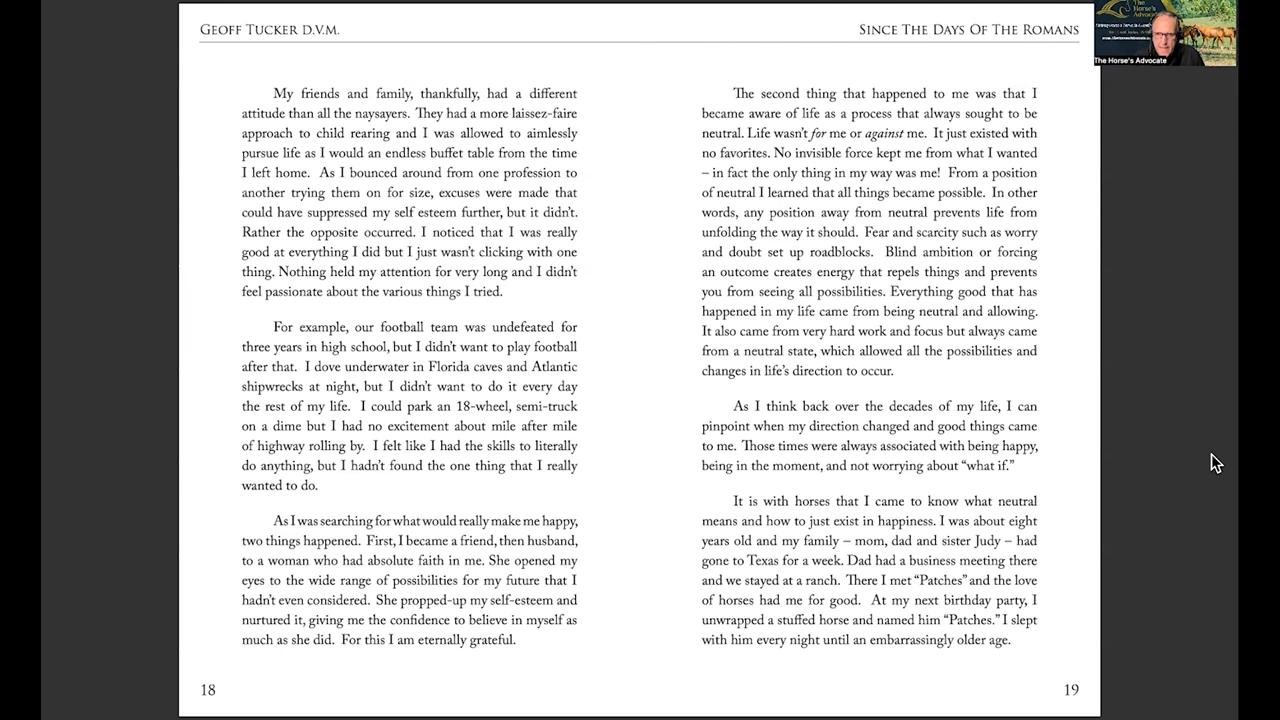 GEOFF TUCKER D.V.M.
My friends and family, thankfully, had a different
attitude than all the naysayers. They had a more laissez-faire
approach to child rearing and I was allowed to aimlessly
pursue life as I would an endless buffet table from the time
I left home. As I bounced around from one profession to
another trying them on for size, excuses were made that
could have suppressed my self esteem further, but it didn't.
Rather the opposite occurred. I noticed that I was really
good at everything I did but I just wasn't clicking with one
thing. Nothing held my attention for very long and I didn't
feel passionate about the various things I tried.
For example, our football team was undefeated for
three years in high school, but I didn't want to play football
after that. I dove underwater in Florida caves and Atlantic
shipwrecks at night, but I didn't want to do it every day
the rest of my life. I could park an 18-wheel, semi-truck
on a dime but I had no excitement about mile after mile
of highway rolling by. I felt like I had the skills to literally
do anything, but I hadn't found the one thing that I really
wanted to do.
As I was searching for what would really make me happy,
two things happened. First, I became a friend, then husband,
to a woman who had absolute faith in me. She opened my
eyes to the wide range of possibilities for my future that I
hadn't even considered. She propped-up my self-esteem and
nurtured it, giving me the confidence to believe in myself as
much as she did. For this I am eternally grateful.
18
SINCE THE DAYS OF THE ROMANS
The second thing that happened to me was that I
became aware of life as a process that always sought to be
neutral. Life wasn't for me or against me. It just existed with
no favorites. No invisible force kept me from what I wanted
– in fact the only thing in my way was me! From a position
of neutral I learned that all things became possible. In other
words, any position away from neutral prevents life from
unfolding the way it should. Fear and scarcity such as worry
and doubt set up roadblocks. Blind ambition or forcing
an outcome creates energy that repels things and prevents
you from seeing all possibilities. Everything good that has
happened in my life came from being neutral and allowing.
It also came from very hard work and focus but always came
from a neutral state, which allowed all the possibilities and
changes in life's direction to occur.
As I think back over the decades of my life, I can
pinpoint when my direction changed and good things came
to me. Those times were always associated with being happy,
being in the moment, and not worrying about "what if."
It is with horses that I came to know what neutral
means and how to just exist in happiness. I was about eight
years old and my family – mom, dad and sister Judy – had
gone to Texas for a week. Dad had a business meeting there
and we stayed at a ranch. There I met "Patches" and the love
of horses had me for good. At my next birthday party, I
unwrapped a stuffed horse and named him "Patches." I slept
with him every night until an embarrassingly older age.
19
The
Horse's
Advocate
The Horse's Advocate